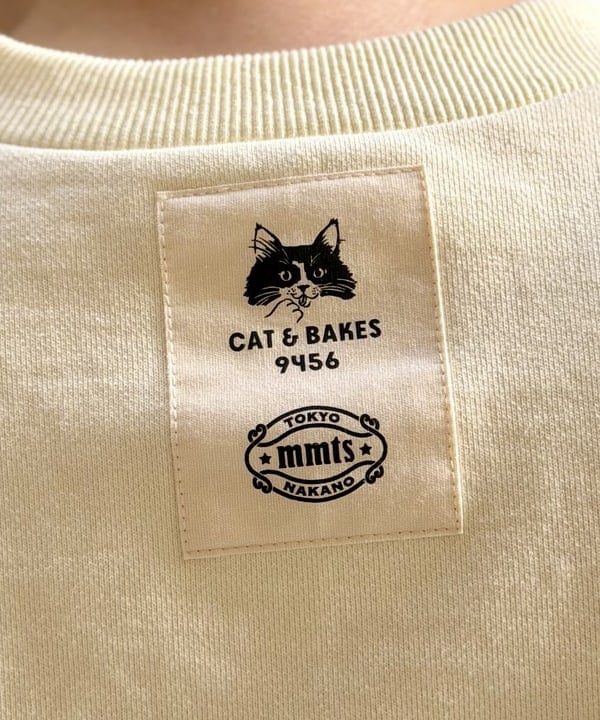 CAT & BAKES
9456
TOKYO
mmts
NAKANO